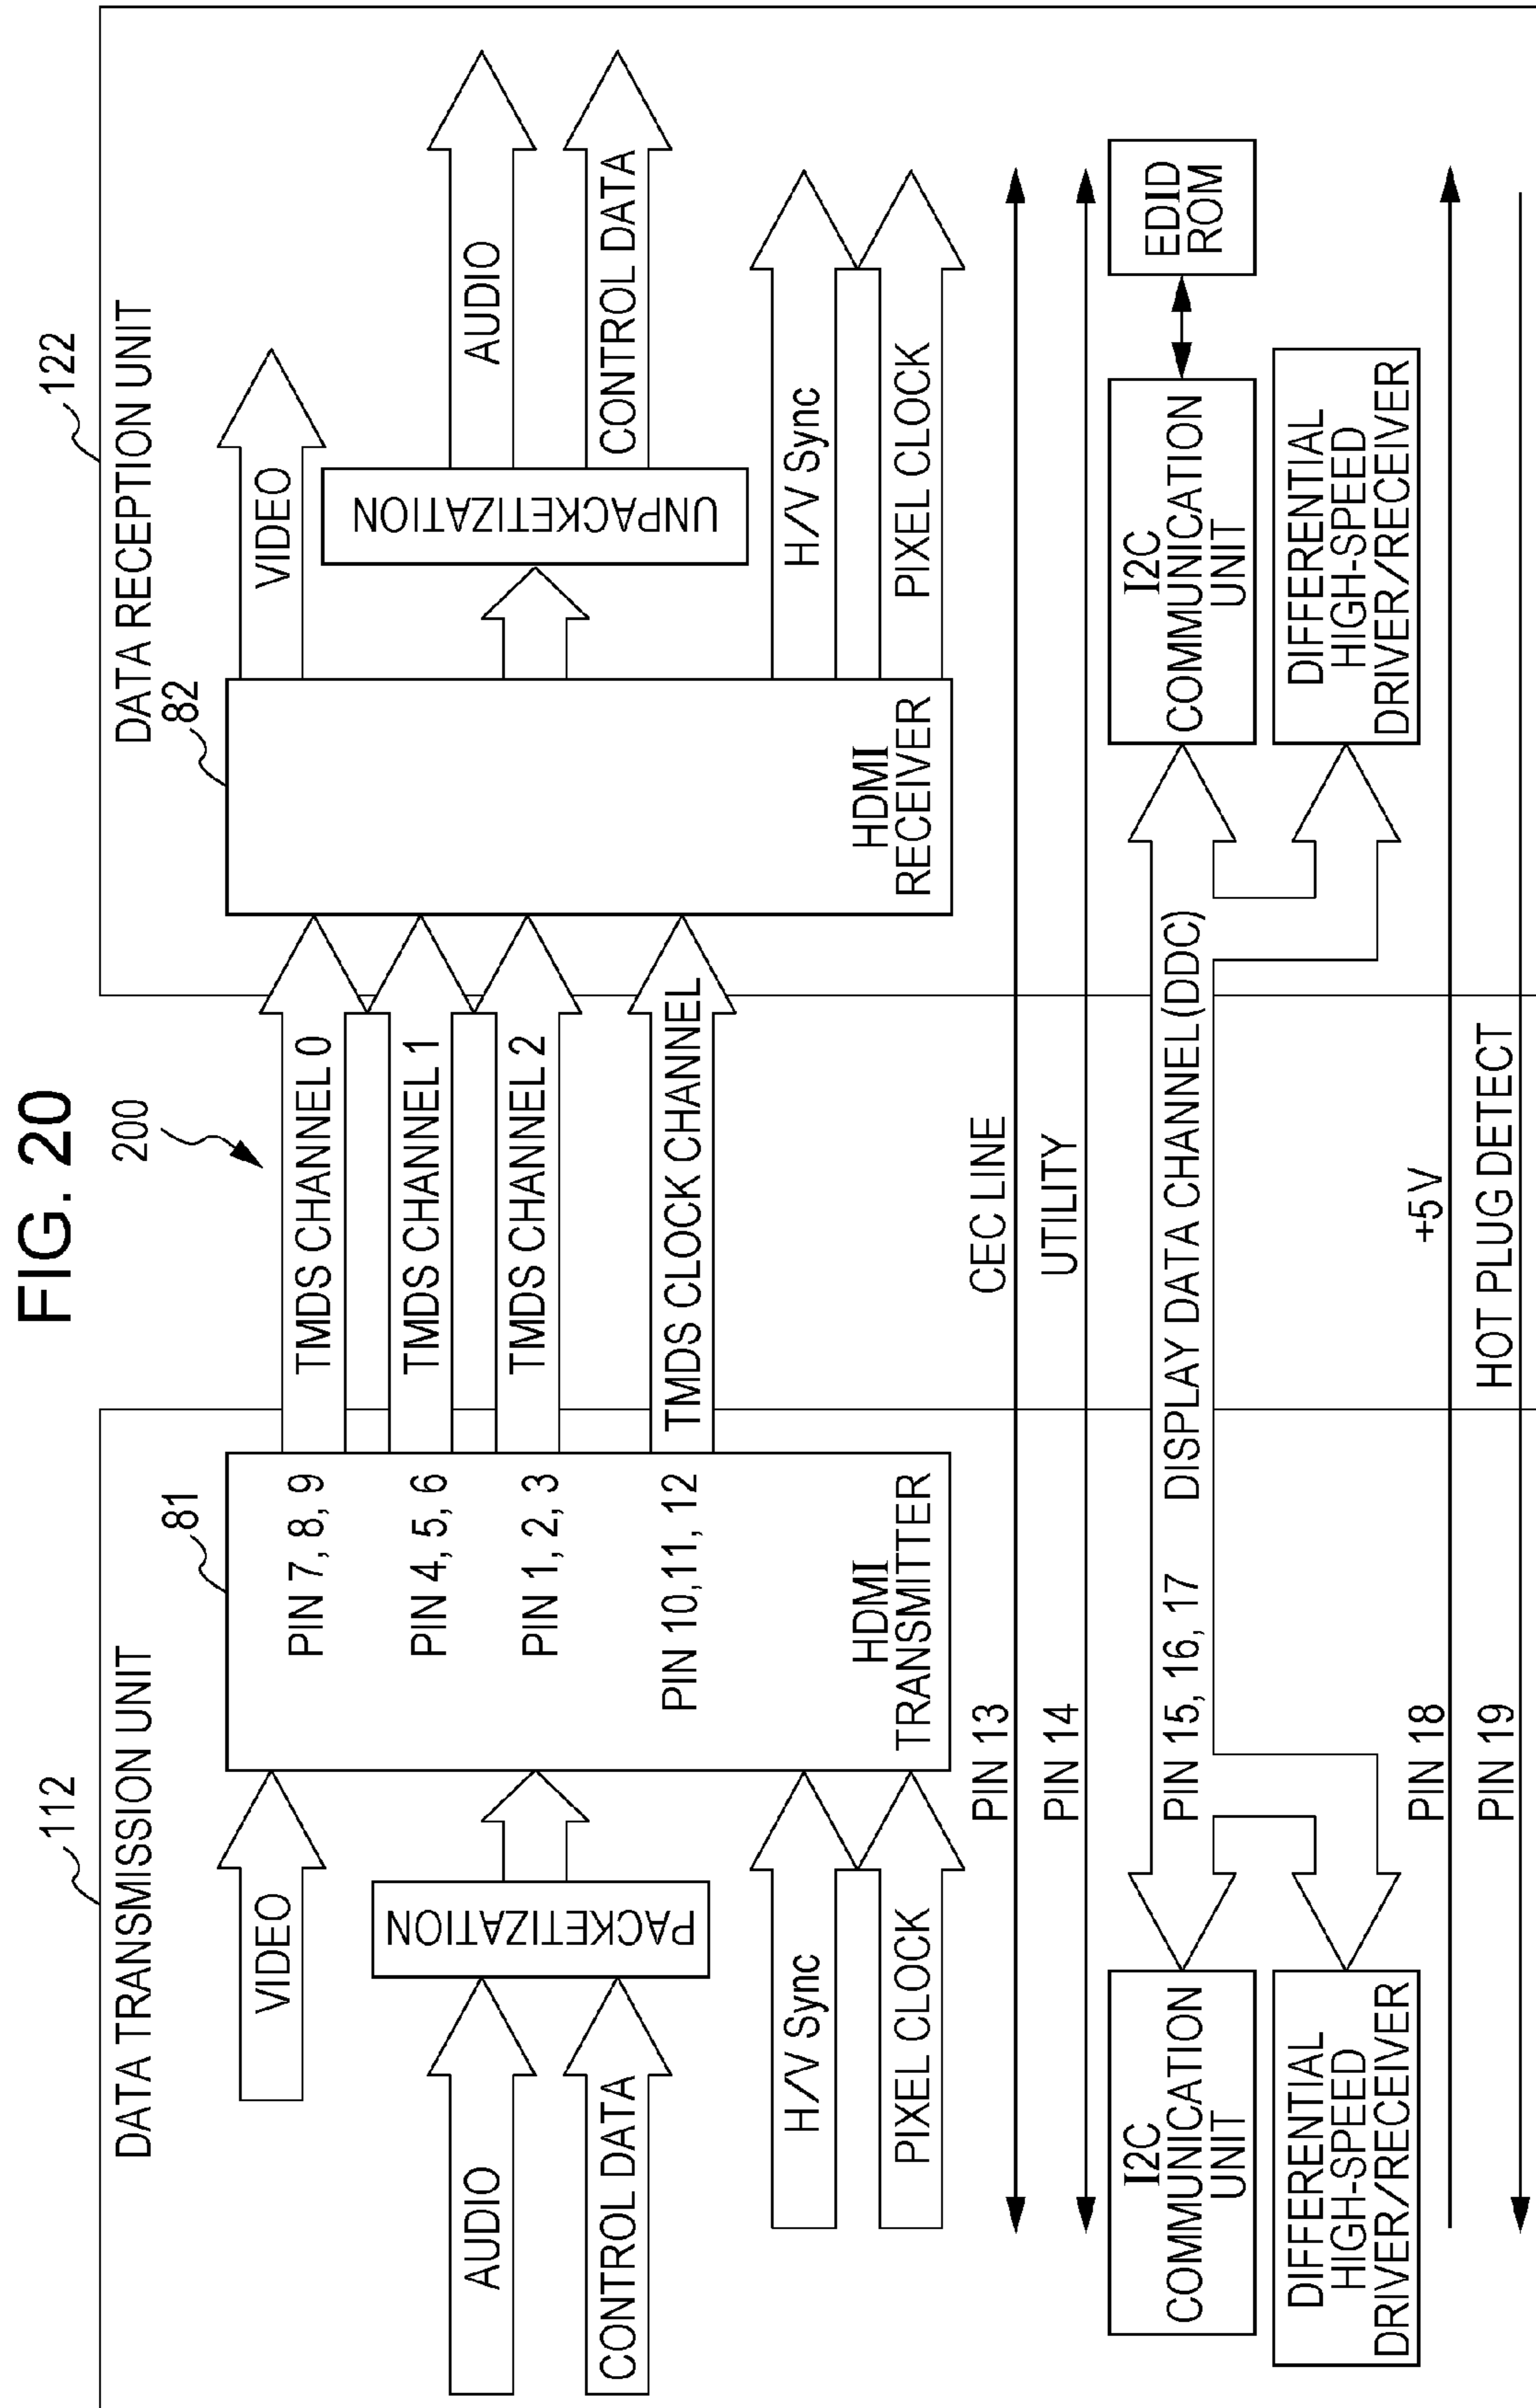 FIG. 20
112
DATA TRANSMISSION UNIT
81
VIDEO
AUDIO
CONTROL DATA
PACKETIZATION
H/V Sync
PIXEL CLOCK
PIN 7, 8, 9
PIN 4, 5, 6
PIN 1, 2, 3
PIN 10,11, 12
HDMI
TRANSMITTER
200
TMDS CHANNEL 0
TMDS CHANNEL 1
TMDS CHANNEL 2
TMDS CLOCK CHANNEL
122
DATA RECEPTION UNIT
82
HDMI
RECEIVER
VIDEO
UNPACKETIZATION
AUDIO
CONTROL DATA
H/V Sync
PIXEL CLOCK
PIN 13
CEC LINE
PIN 14
UTILITY
I2C
COMMUNICATION
UNIT
DIFFERENTIAL
HIGH-SPEED
DRIVER/RECEIVER
PIN 15, 16, 17
DISPLAY DATA CHANNEL(DDC)
I2C
COMMUNICATION
UNIT
EDID
ROM
DIFFERENTIAL
HIGH-SPEED
DRIVER/RECEIVER
PIN 18
+5 V
PIN 19
HOT PLUG DETECT